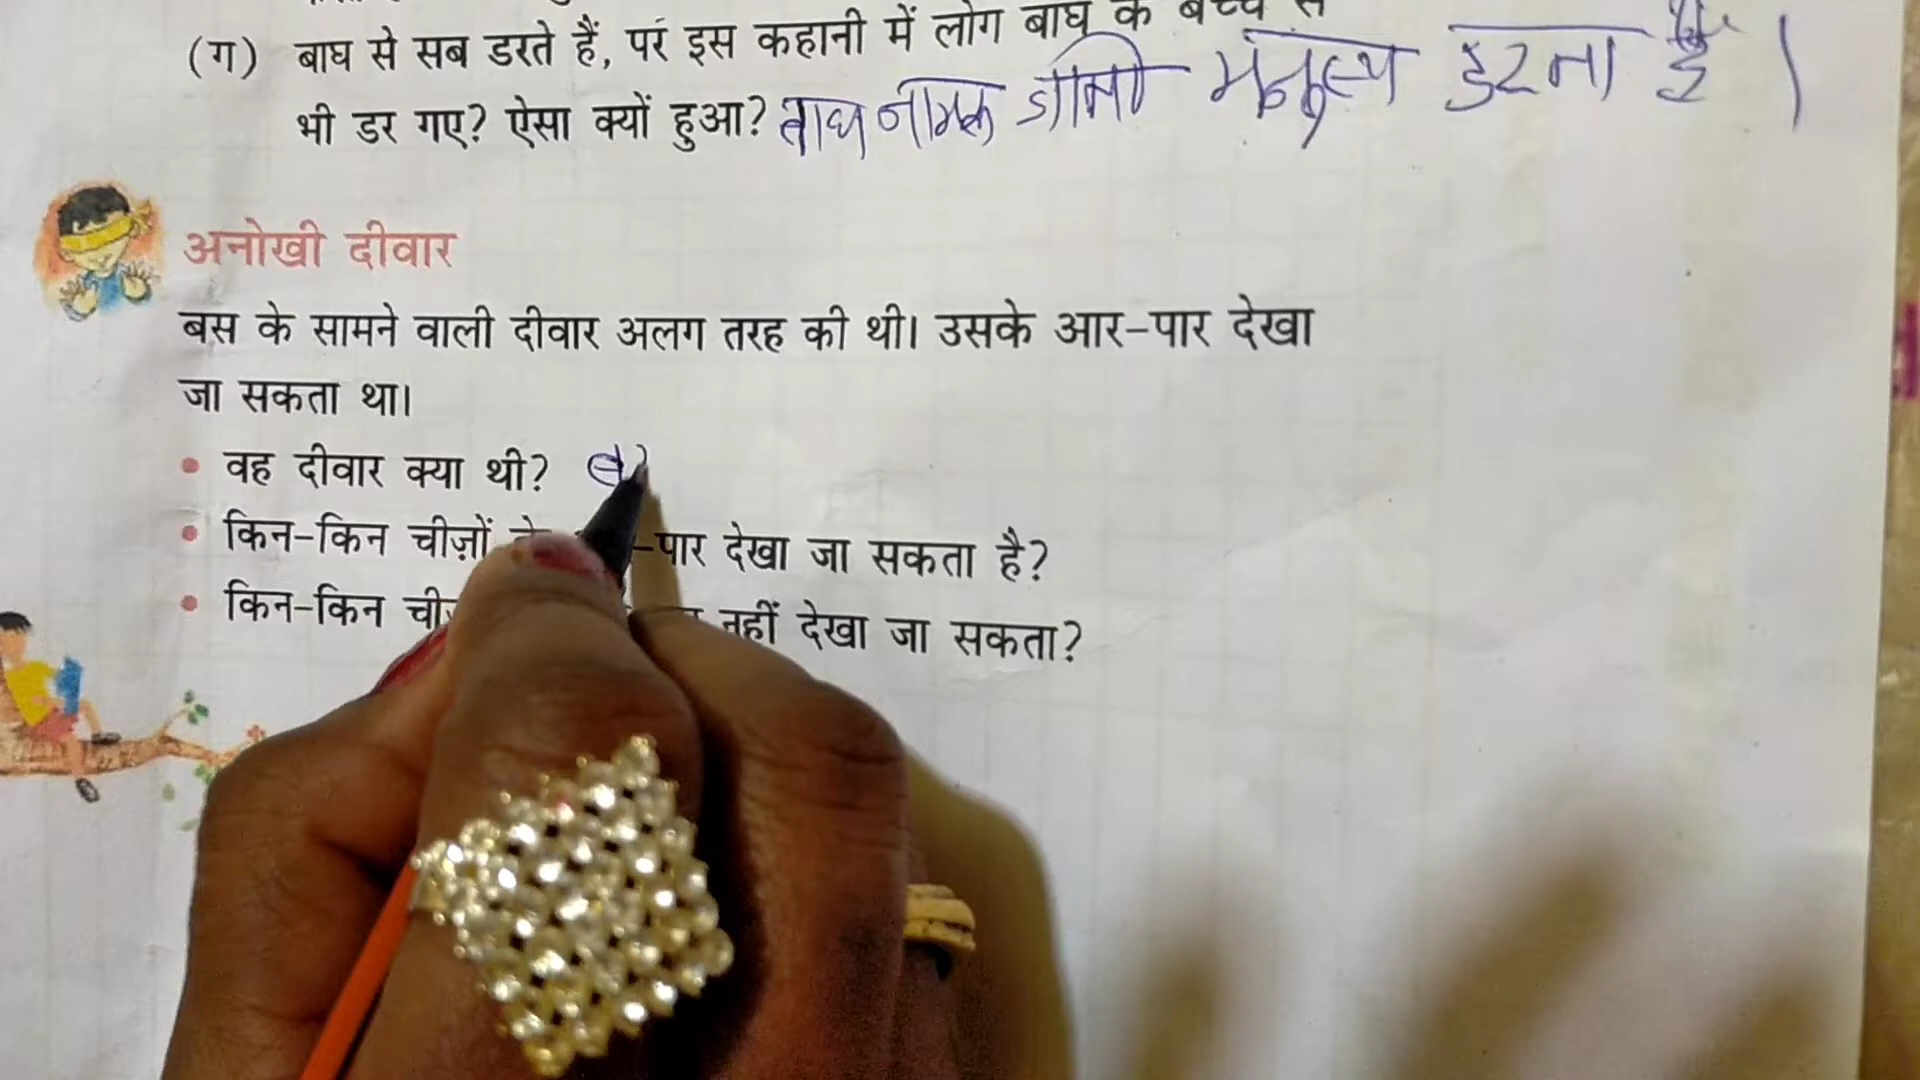 (ग) बाघ से सब डरते हैं, पर इस कहानी में लोग बाघ के बच्चे से
भी डर गए? ऐसा क्यों हुआ? बाघ नामक डरता है।
अनोखी दीवार
बस के सामने वाली दीवार अलग तरह की थी। उसके आर-पार देखा
जा सकता था।
वह दीवार क्या थी?
किन-किन चीज़ों -पार देखा जा सकता है?
किन-किन नहीं देखा जा सकता?